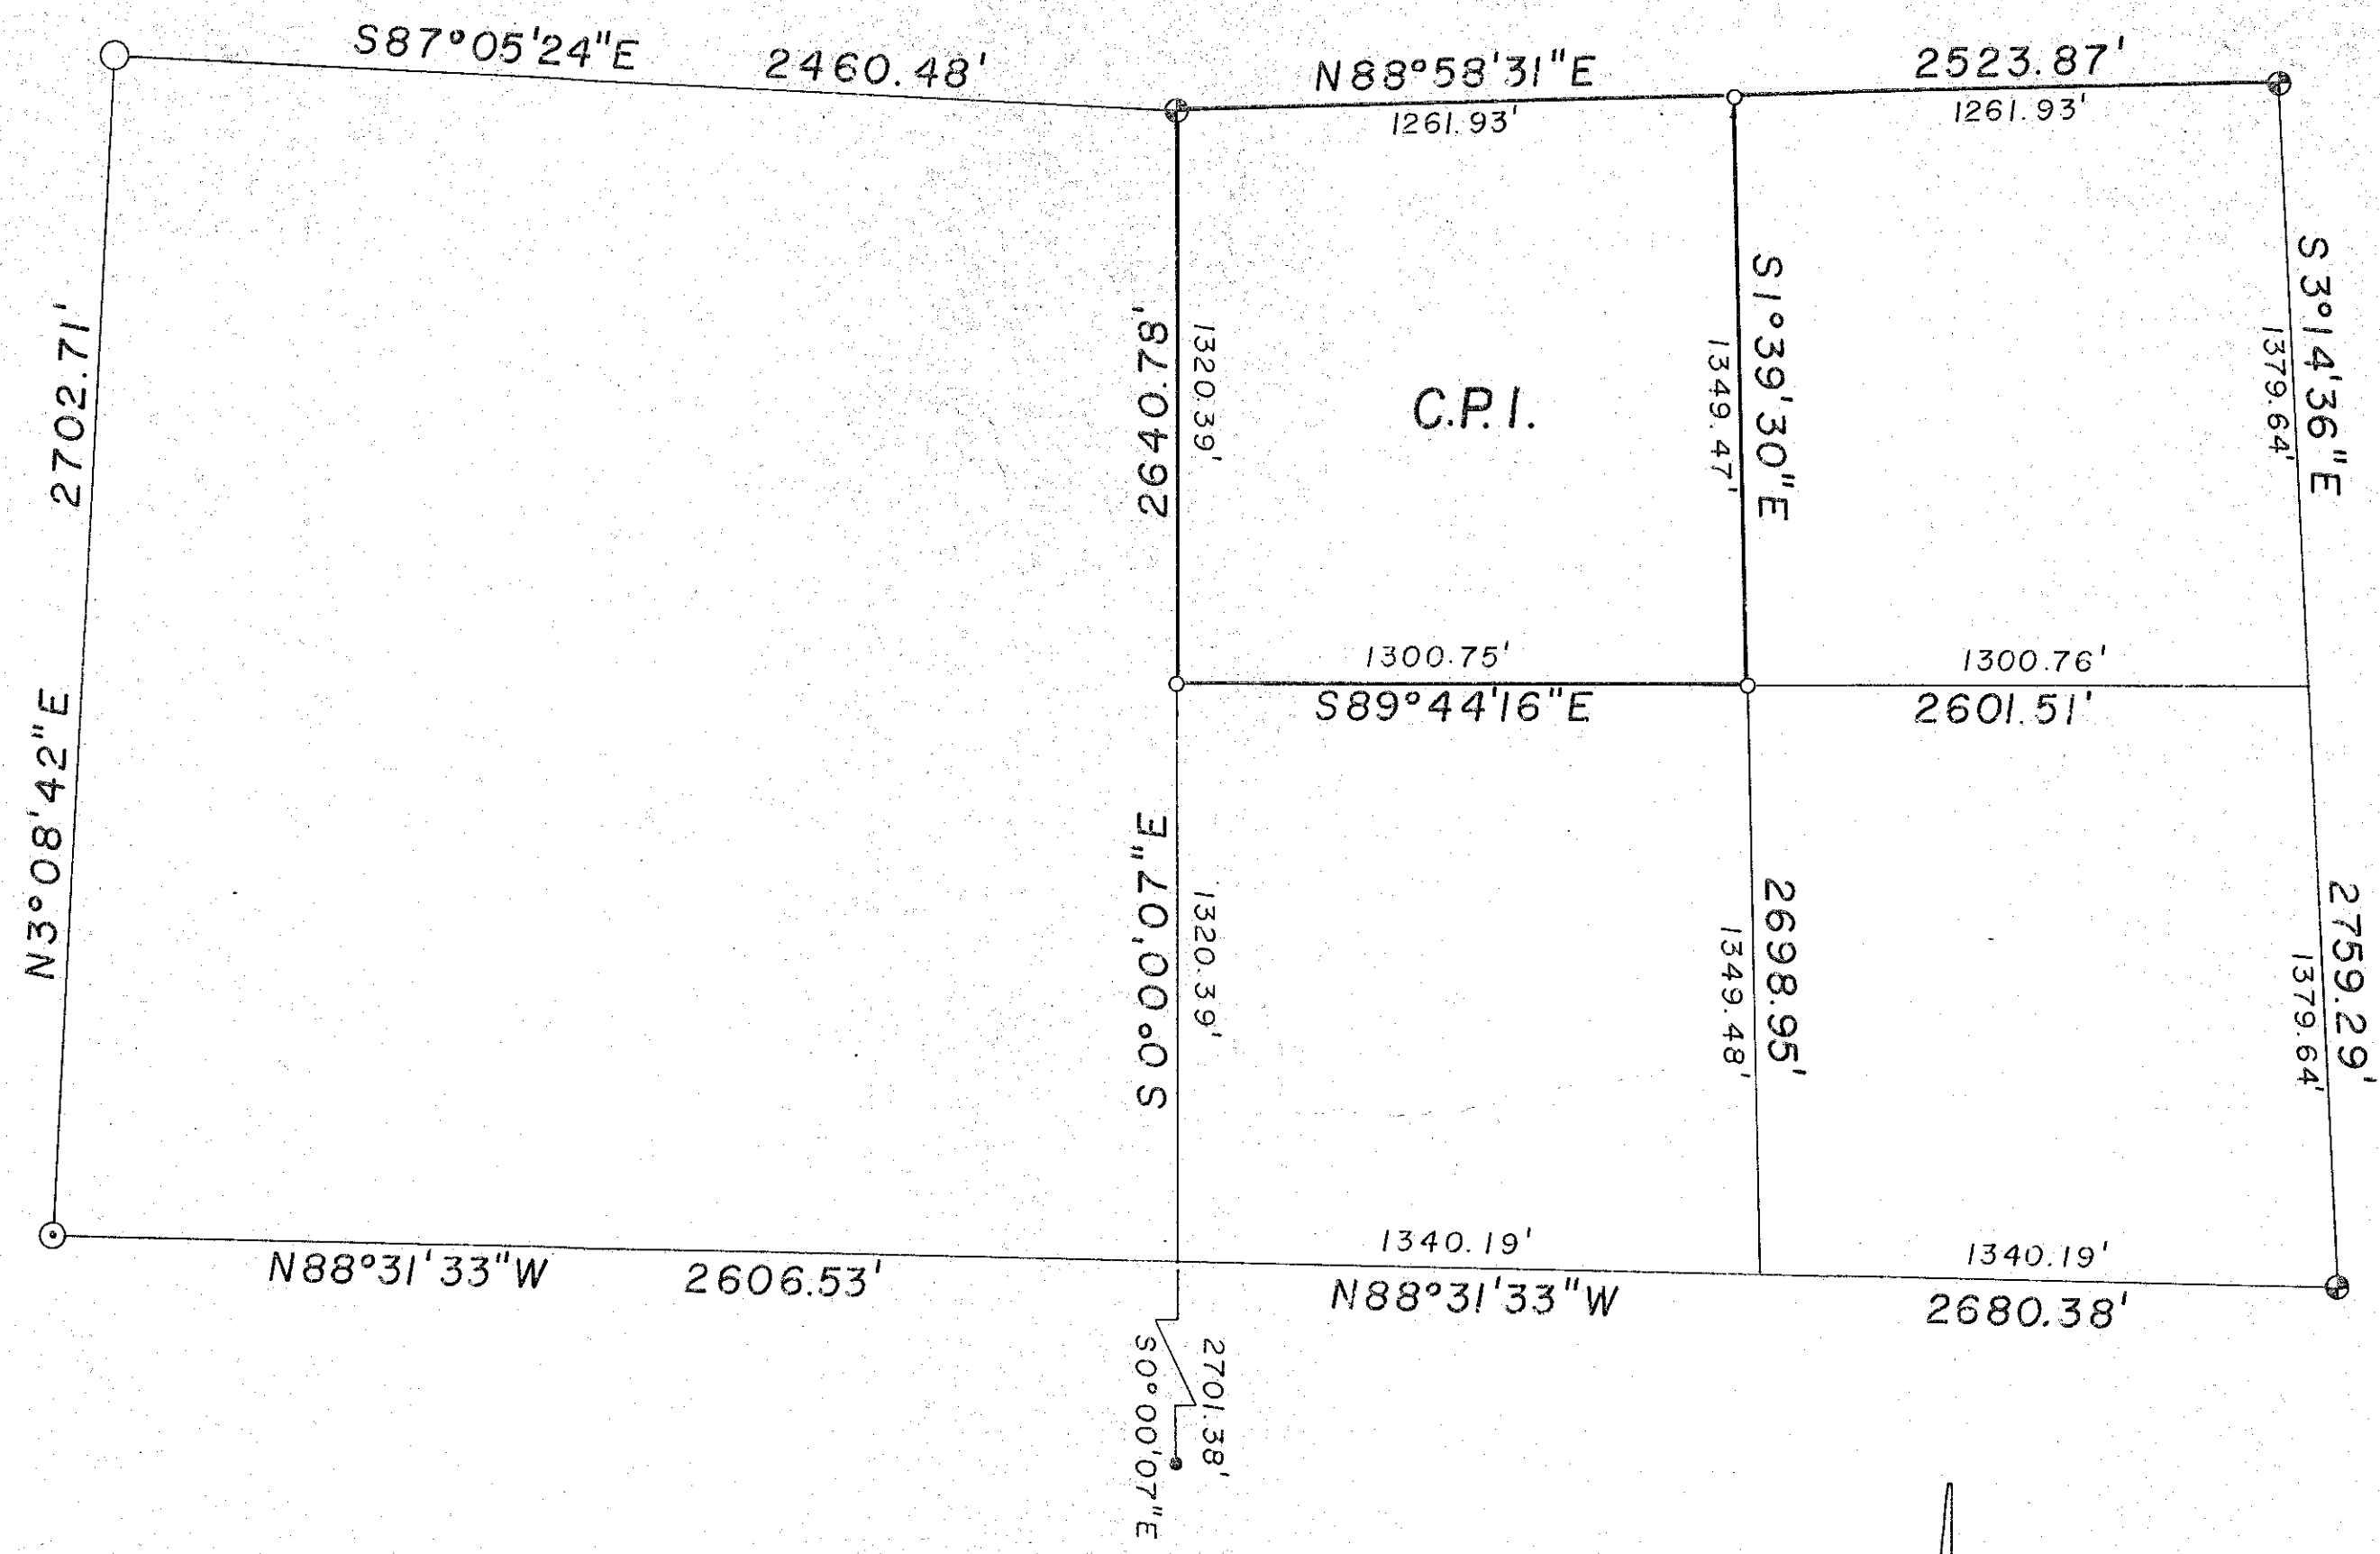 S87°05'24"E 2460.48'
N88°58'31"E 2523.87'
1261.93' 1261.93'
2702.71'
N3°08'42"E
2640.78'
1320.39'
C.P.I.
1349.47'
S1°39'30"E
1379.64'
S3°14'36"E
1300.75' 1300.76'
S89°44'16"E 2601.51'
S0°00'07"E
1320.39'
1349.48'
2698.95'
1379.64'
2759.29'
1340.19' 1340.19'
N88°31'33"W 2606.53'
N88°31'33"W 2680.38'
2701.38'
S0°00'07"E